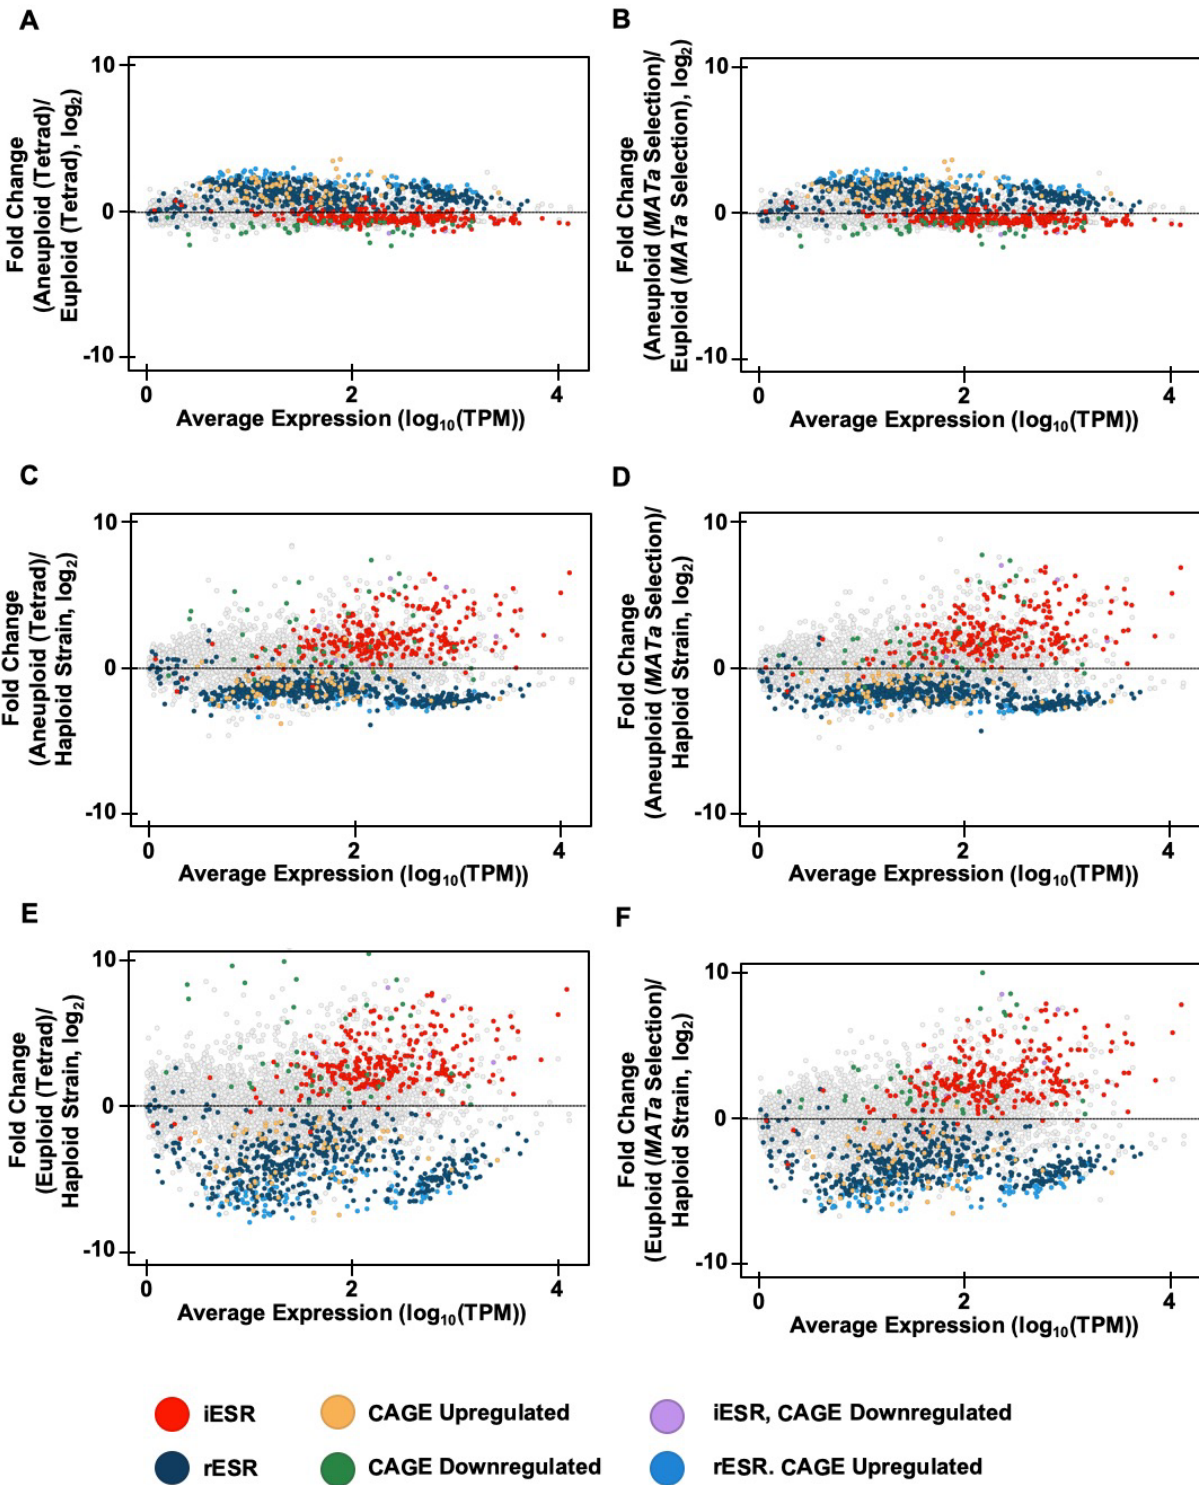 A
10
0
-10
Fold Change
(Aneuploid (Tetrad)/
Euploid (Tetrad), log2)
0 2 4
Average Expression (log10(TPM))
B
10
0
-10
Fold Change
(Aneuploid (MATa Selection)/
Euploid (MATa Selection), log2)
0 2 4
Average Expression (log10(TPM))
C
10
0
-10
Fold Change
(Aneuploid (Tetrad)/
Haploid Strain, log2)
0 2 4
Average Expression (log10(TPM))
D
10
0
-10
Fold Change
(Aneuploid (MATa Selection)/
Haploid Strain, log2)
0 2 4
Average Expression (log10(TPM))
E
10
0
-10
Fold Change
(Euploid (Tetrad)/
Haploid Strain, log2)
0 2 4
Average Expression (log10(TPM))
F
10
0
-10
Fold Change
(Euploid (MATa Selection)/
Haploid Strain, log2)
0 2 4
Average Expression (log10(TPM))
iESR
CAGE Upregulated
iESR, CAGE Downregulated
rESR
CAGE Downregulated
rESR. CAGE Upregulated